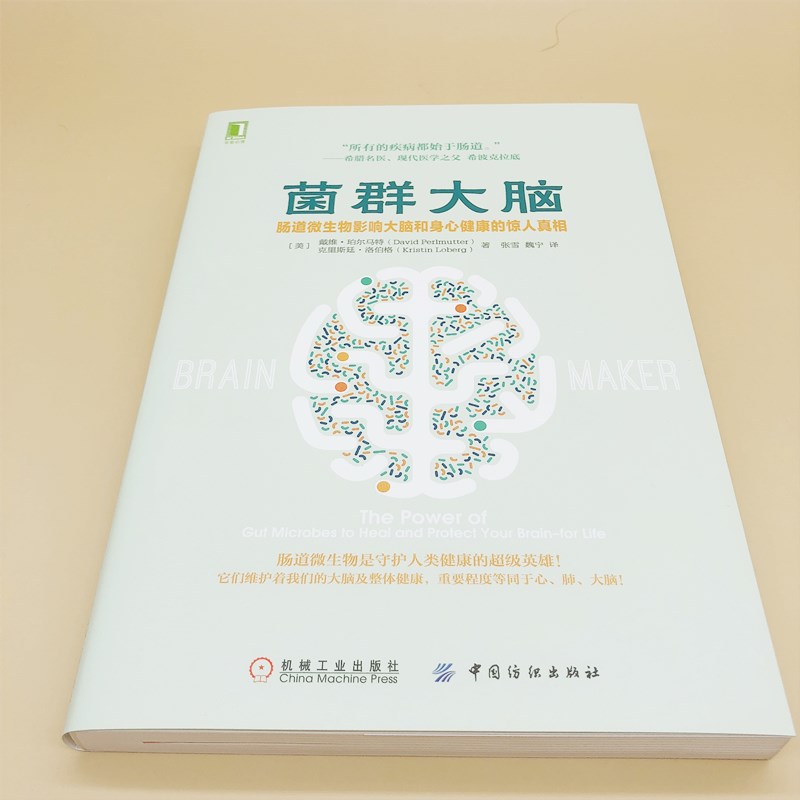 “所有的疾病都始于肠道。”
——希腊名医、现代医学之父 希波克拉底
菌群大脑
肠道微生物影响大脑和身心健康的惊人真相
[美] 戴维·珀尔马特（David Perlmutter）
克里斯廷·洛伯格（Kristin Loberg） 著 张雪 魏宁 译
BRAIN MAKER
The Power of
Gut Microbes to Heal and Protect Your Brain–for Life
肠道微生物是守护人类健康的超级英雄！
它们维护着我们的大脑及整体健康，重要程度等同于心、肺、大脑！
机械工业出版社
China Machine Press
中国纺织出版社